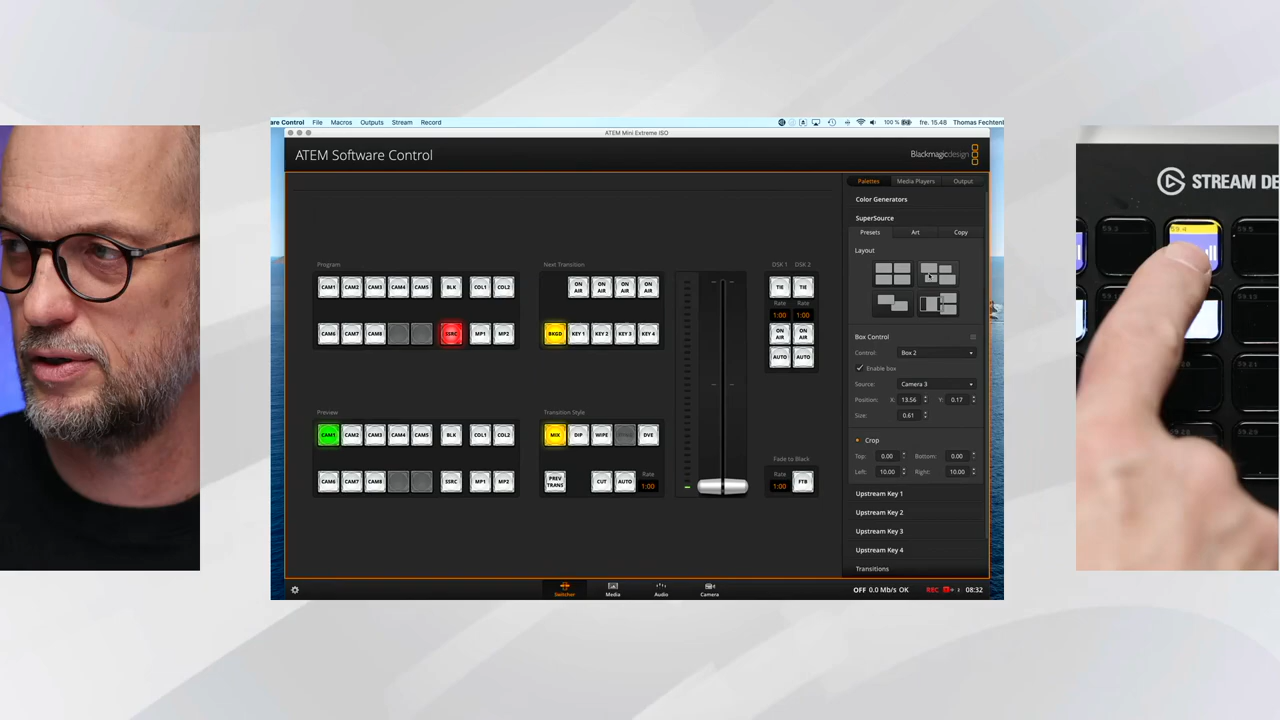 are Control File Macros Outputs Stream Record 100 % fre. 15.48 Thomas Fechtenb
ATEM Mini Extreme ISO
ATEM Software Control
Blackmagicdesign
Palettes Media Players Output
Color Generators
SuperSource
Presets Art Copy
Layout
Program
CAM1 CAM2 CAM3 CAM4 CAM5 BLK COL1 COL2
CAM6 CAM7 CAM8 SSRC MP1 MP2
Next Transition
ON AIR ON AIR ON AIR ON AIR
BKGD KEY 1 KEY 2 KEY 3 KEY 4
DSK 1 DSK 2
TIE TIE
Rate Rate
1:00 1:00
ON AIR ON AIR
AUTO AUTO
Box Control
Control: Box 2
Enable box
Source: Camera 3
Position: X: 13.56 Y: 0.17
Size: 0.61
Crop
Top: 0.00 Bottom: 0.00
Left: 10.00 Right: 10.00
Upstream Key 1
Upstream Key 2
Upstream Key 3
Upstream Key 4
Transitions
Preview
CAM1 CAM2 CAM3 CAM4 CAM5 BLK COL1 COL2
CAM6 CAM7 CAM8 SSRC MP1 MP2
Transition Style
MIX DIP WIPE DVE
PREV TRANS CUT AUTO Rate 1:00
Fade to Black
Rate
1:00 FTB
Switcher Media Audio Camera
OFF 0.0 Mb/s OK REC 08:32
STREAM DE